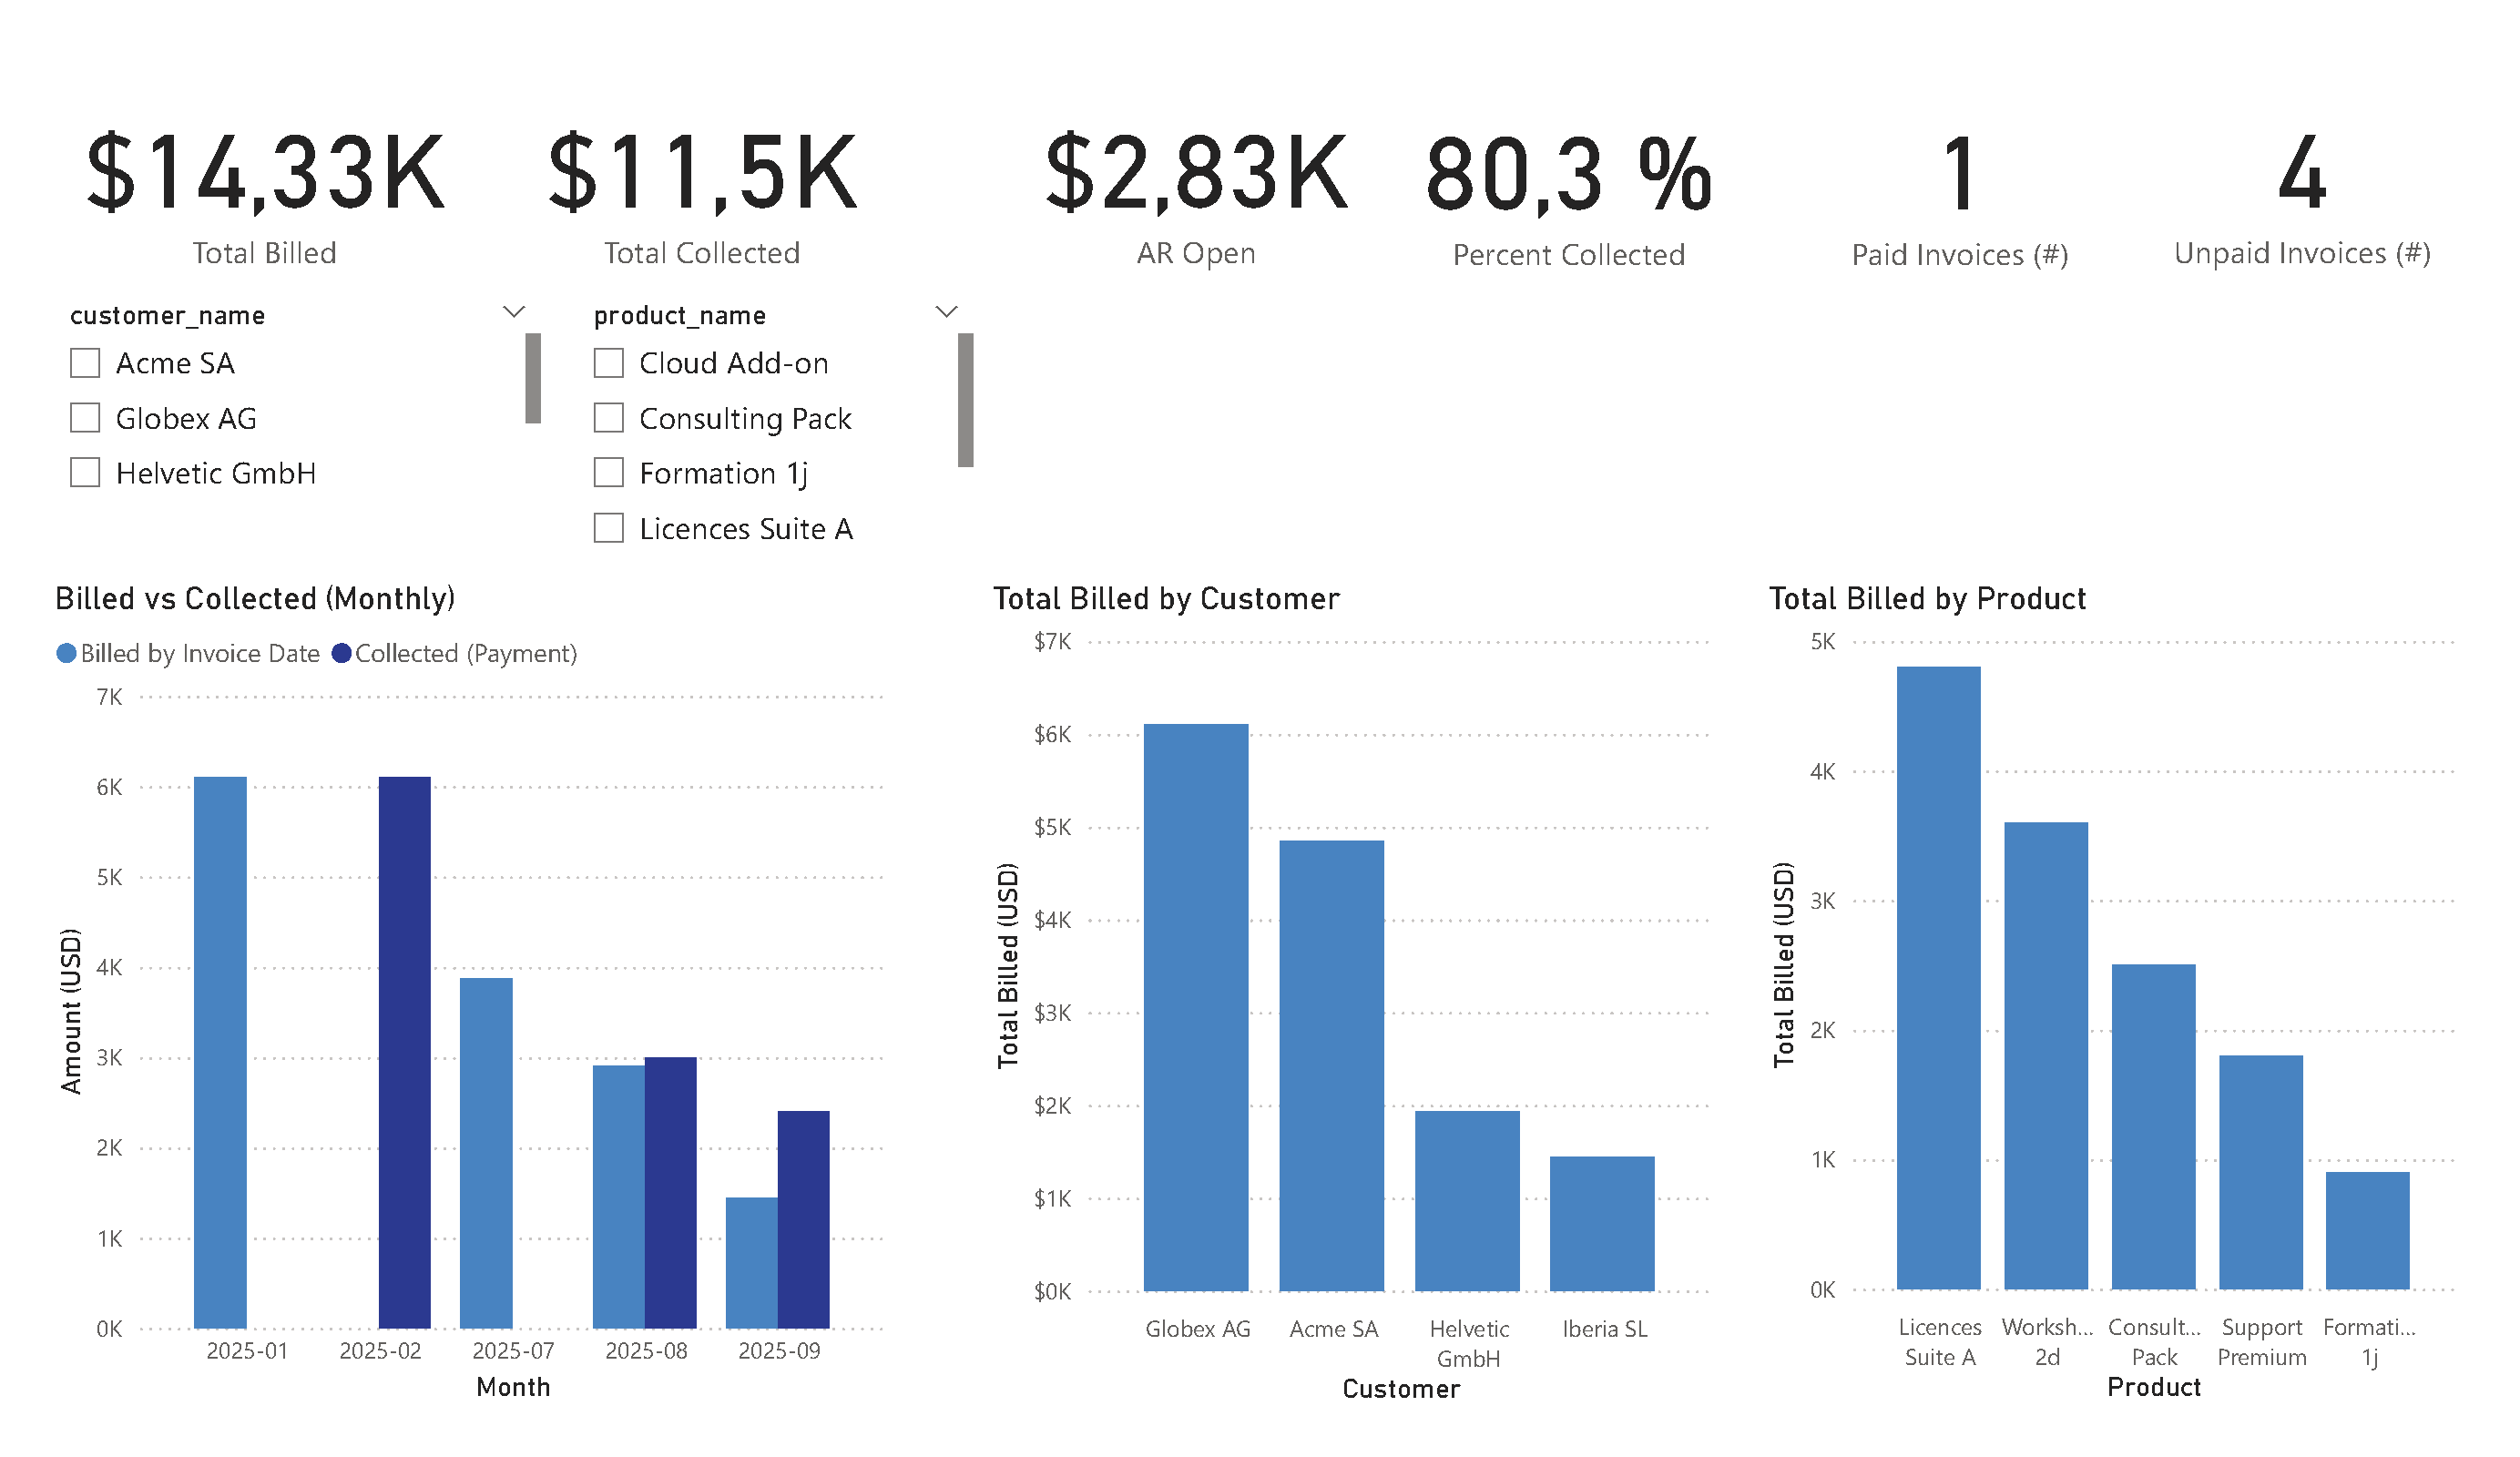 $14,33K
Total Billed
$11,5K
Total Collected
$2,83K
AR Open
80,3 %
Percent Collected
1
Paid Invoices (#)
4
Unpaid Invoices (#)
customer_name
Acme SA
Globex AG
Helvetic GmbH
product_name
Cloud Add-on
Consulting Pack
Formation 1j
Licences Suite A
Billed vs Collected (Monthly)
Billed by Invoice Date
Collected (Payment)
Amount (USD)
7K
6K
5K
4K
3K
2K
1K
0K
2025-01
2025-02
2025-07
2025-08
2025-09
Month
Total Billed by Customer
Total Billed (USD)
$7K
$6K
$5K
$4K
$3K
$2K
$1K
$0K
Globex AG
Acme SA
Helvetic
GmbH
Iberia SL
Customer
Total Billed by Product
Total Billed (USD)
5K
4K
3K
2K
1K
0K
Licences
Suite A
Worksh...
2d
Consult...
Pack
Support
Premium
Formati...
1j
Product